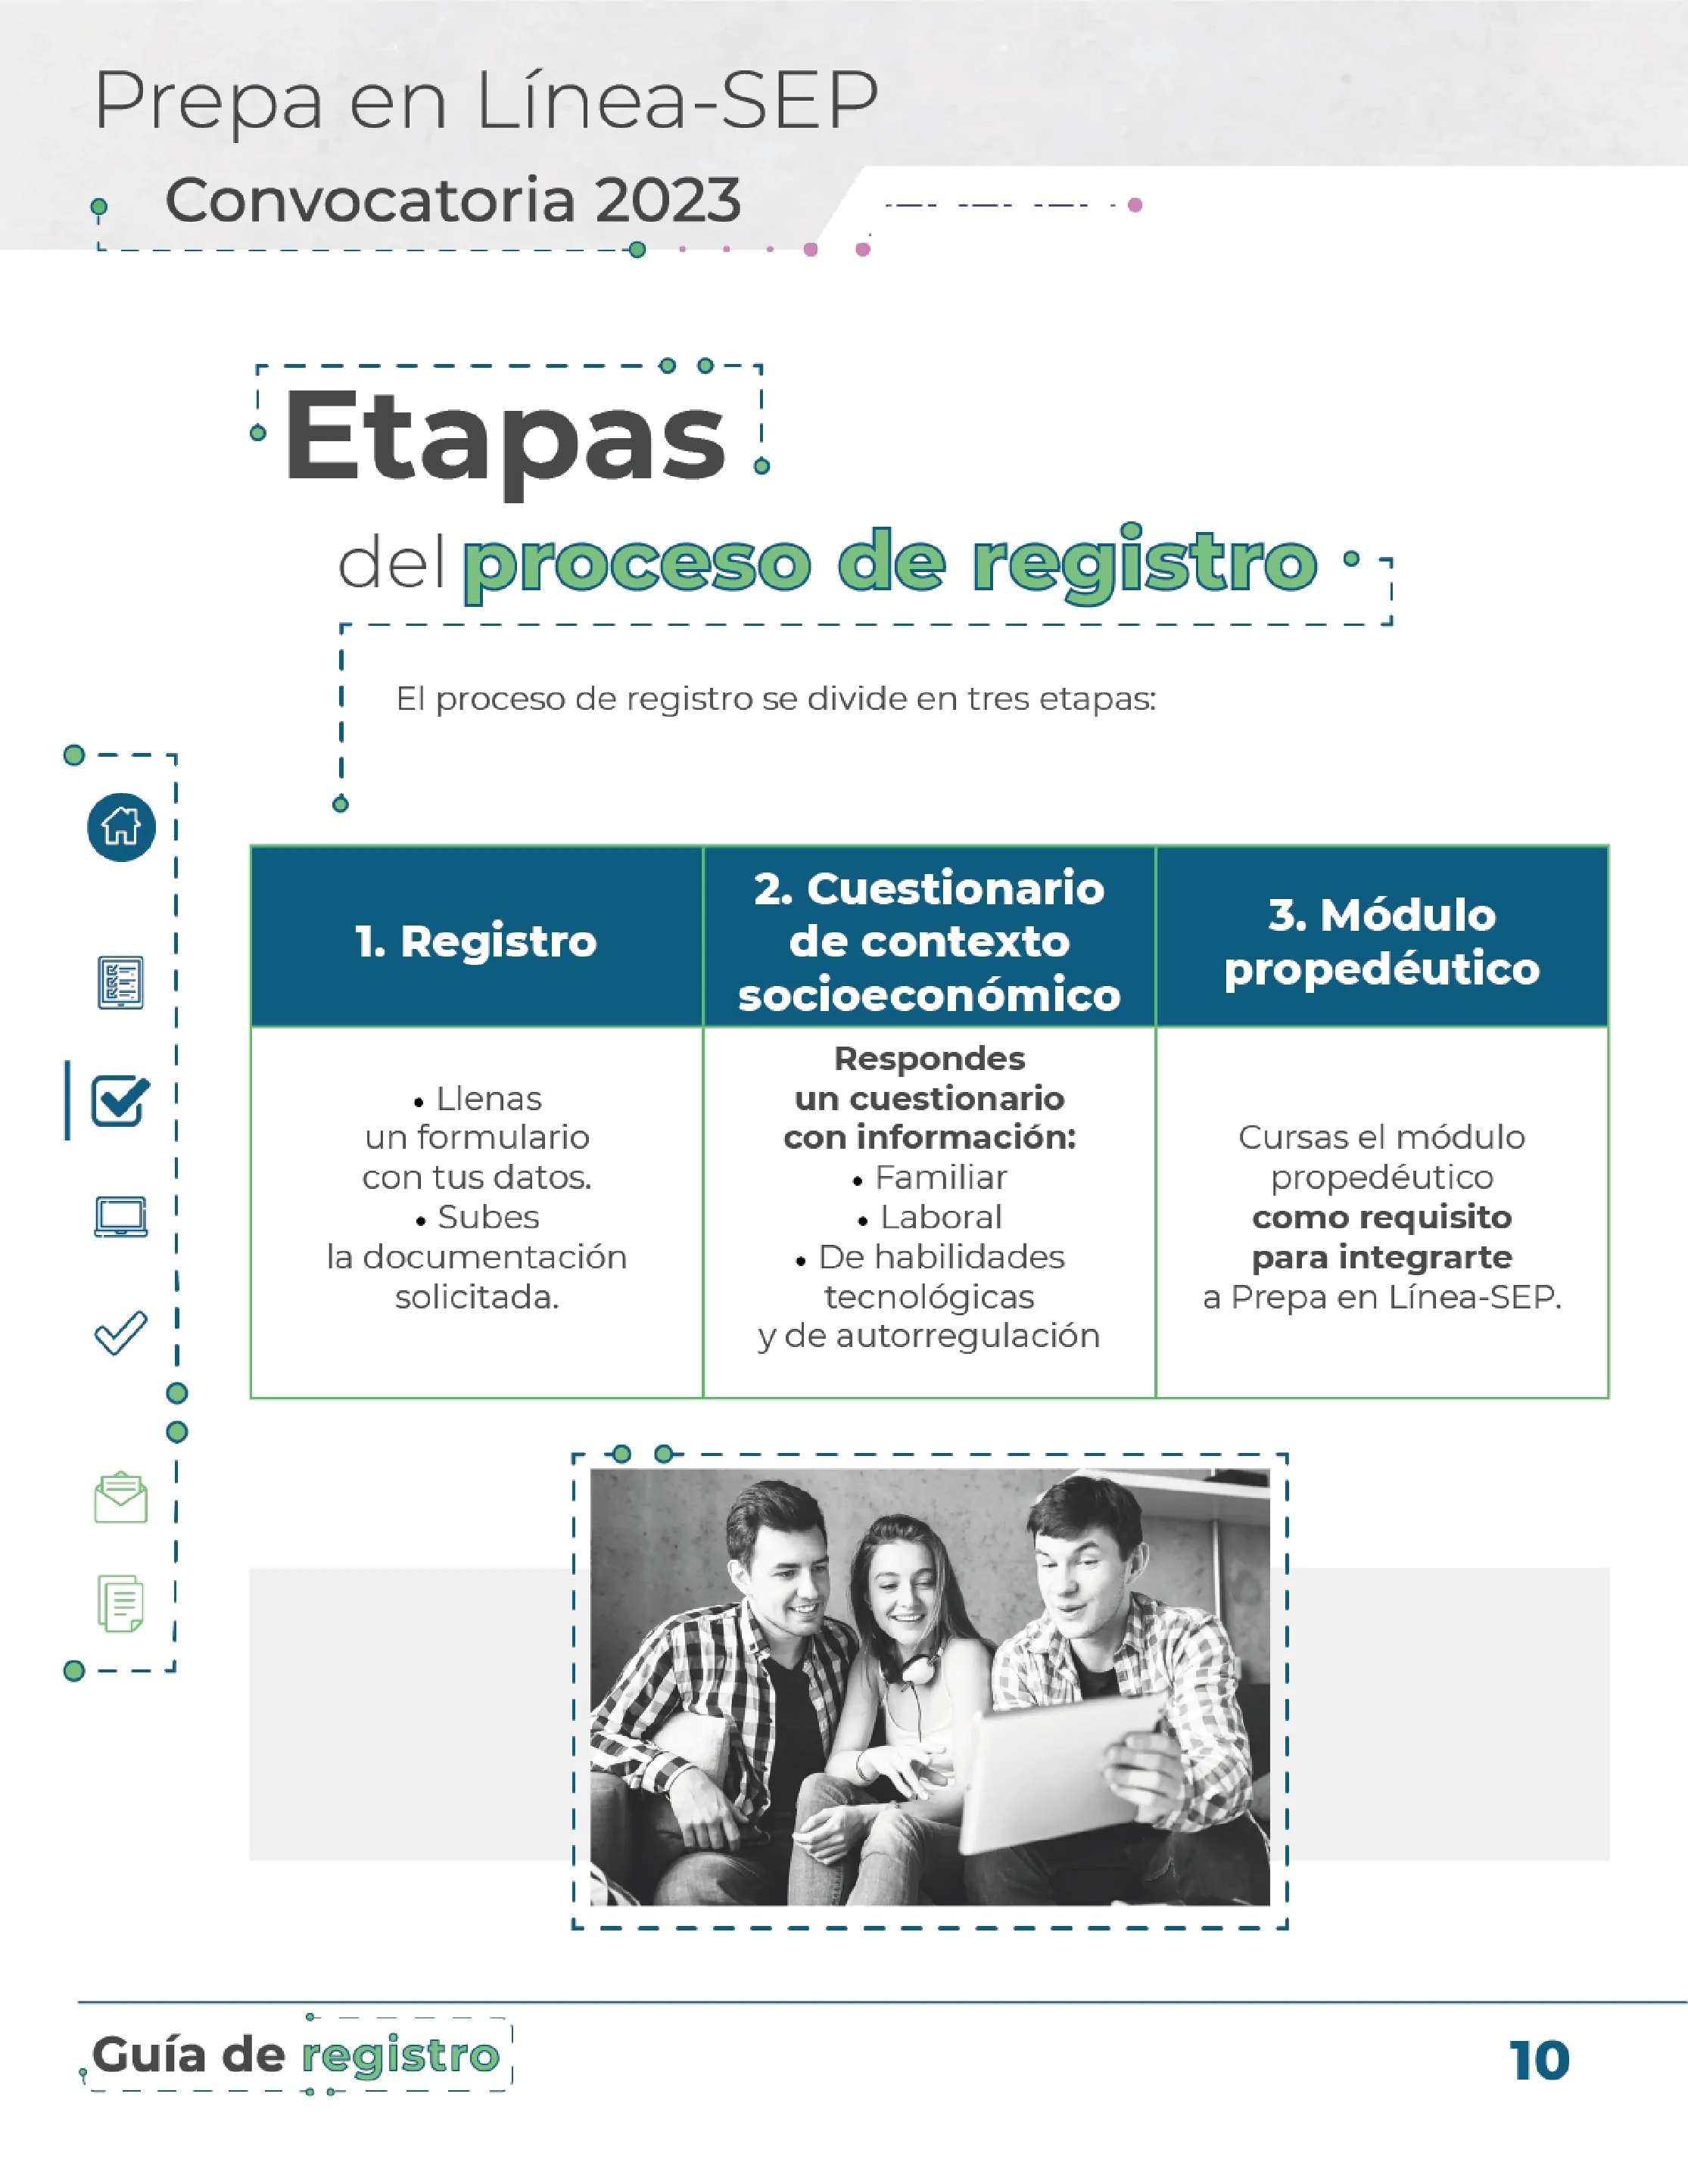 Prepa en Línea-SEP
Convocatoria 2023
Etapas
del proceso de registro
El proceso de registro se divide en tres etapas:
1. Registro
• Llenas
un formulario
con tus datos.
• Subes
la documentación
solicitada.
2. Cuestionario
de contexto
socioeconómico
Respondes
un cuestionario
con información:
• Familiar
• Laboral
• De habilidades
tecnológicas
y de autorregulación
3. Módulo
propedéutico
Cursas el módulo
propedéutico
como requisito
para integrarte
a Prepa en Línea-SEP.
Guía de registro
10